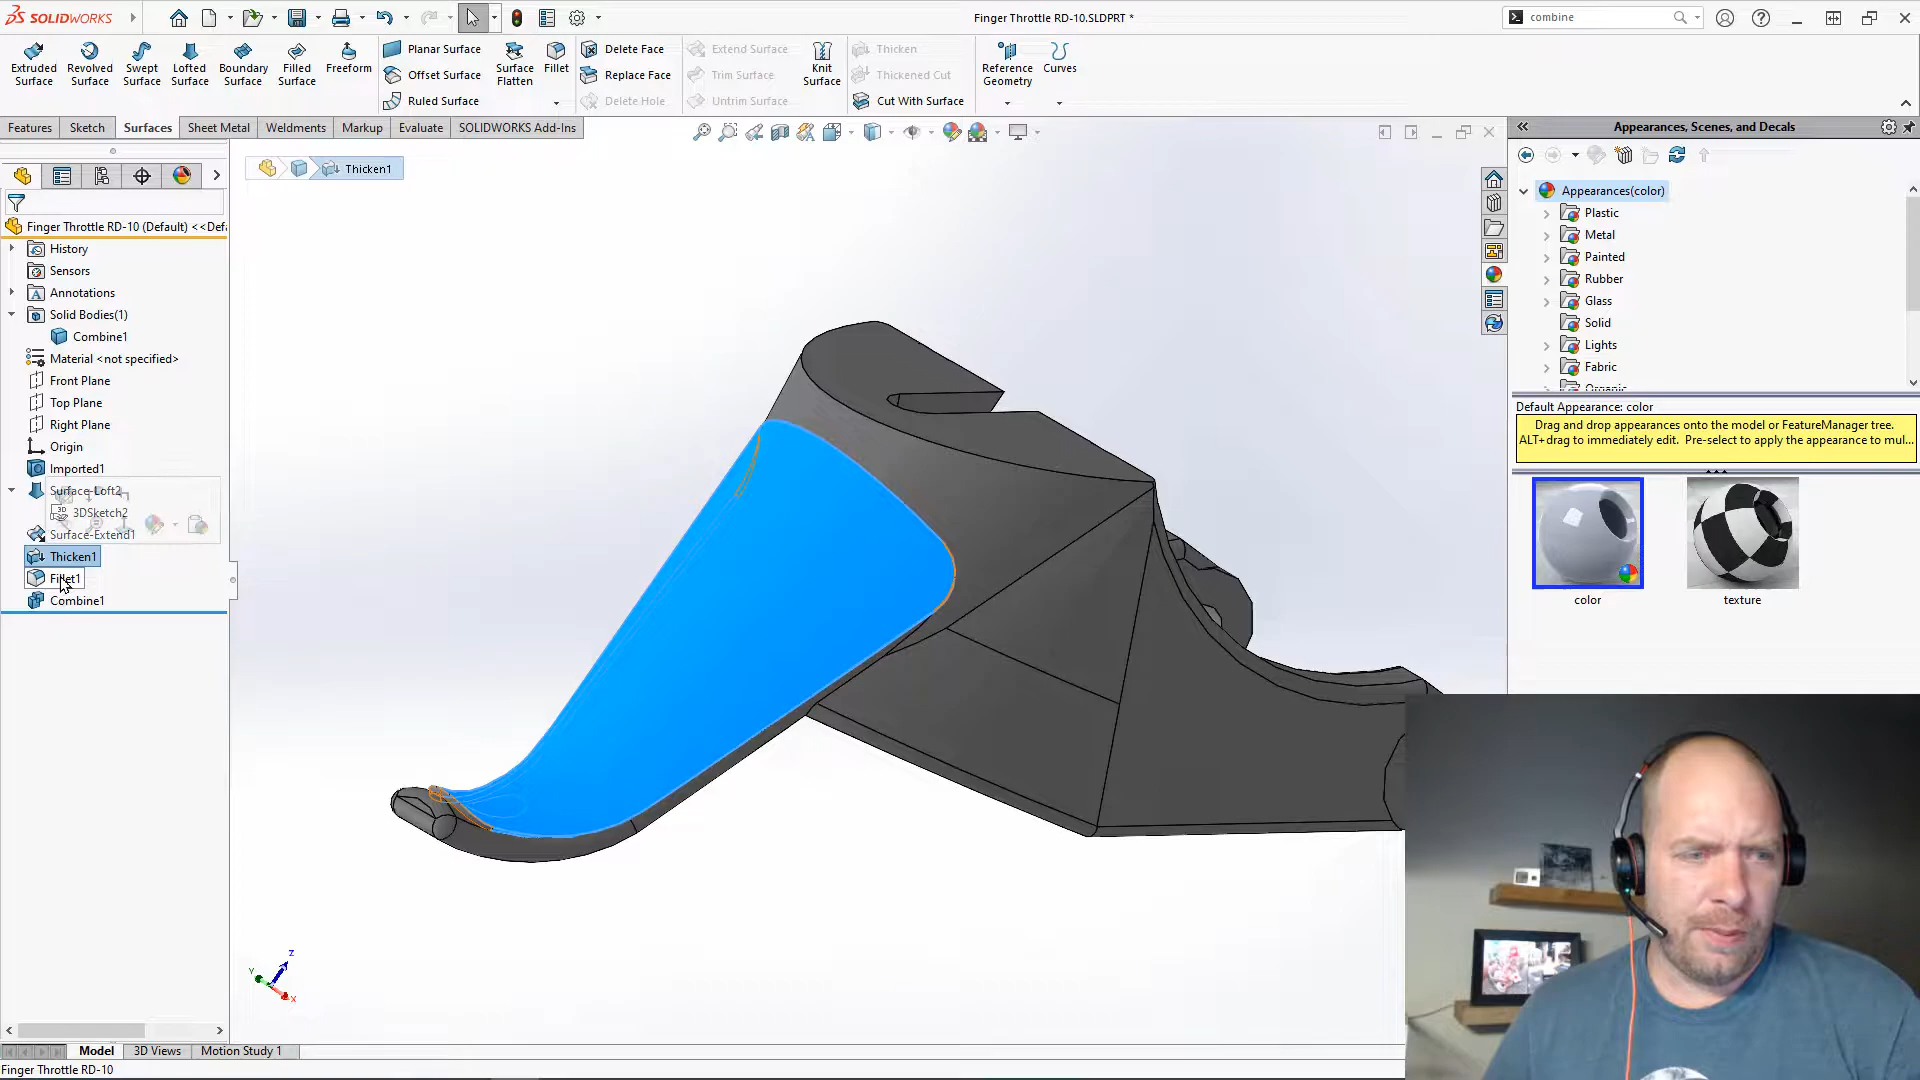 SOLIDWORKS
Finger Throttle RD-10.SLDPRT *
combine
Extruded Surface
Revolved Surface
Swept Surface
Lofted Surface
Boundary Surface
Filled Surface
Freeform
Planar Surface
Offset Surface
Ruled Surface
Surface Flatten
Fillet
Delete Face
Replace Face
Delete Hole
Extend Surface
Trim Surface
Untrim Surface
Knit Surface
Thicken
Thickened Cut
Cut With Surface
Reference Geometry
Curves
Features
Sketch
Surfaces
Sheet Metal
Weldments
Markup
Evaluate
SOLIDWORKS Add-Ins
Thicken1
Finger Throttle RD-10 (Default) <<Def
History
Sensors
Annotations
Solid Bodies(1)
Combine1
Material <not specified>
Front Plane
Top Plane
Right Plane
Origin
Imported1
Surface-Loft2
3DSketch2
Surface-Extend1
Thicken1
Fillet1
Combine1
Z
Y
X
Model
3D Views
Motion Study 1
Finger Throttle RD-10
Appearances, Scenes, and Decals
Appearances(color)
Plastic
Metal
Painted
Rubber
Glass
Solid
Lights
Fabric
Organic
Default Appearance: color
Drag and drop appearances onto the model or FeatureManager tree.
ALT+drag to immediately edit. Pre-select to apply the appearance to mul...
color
texture